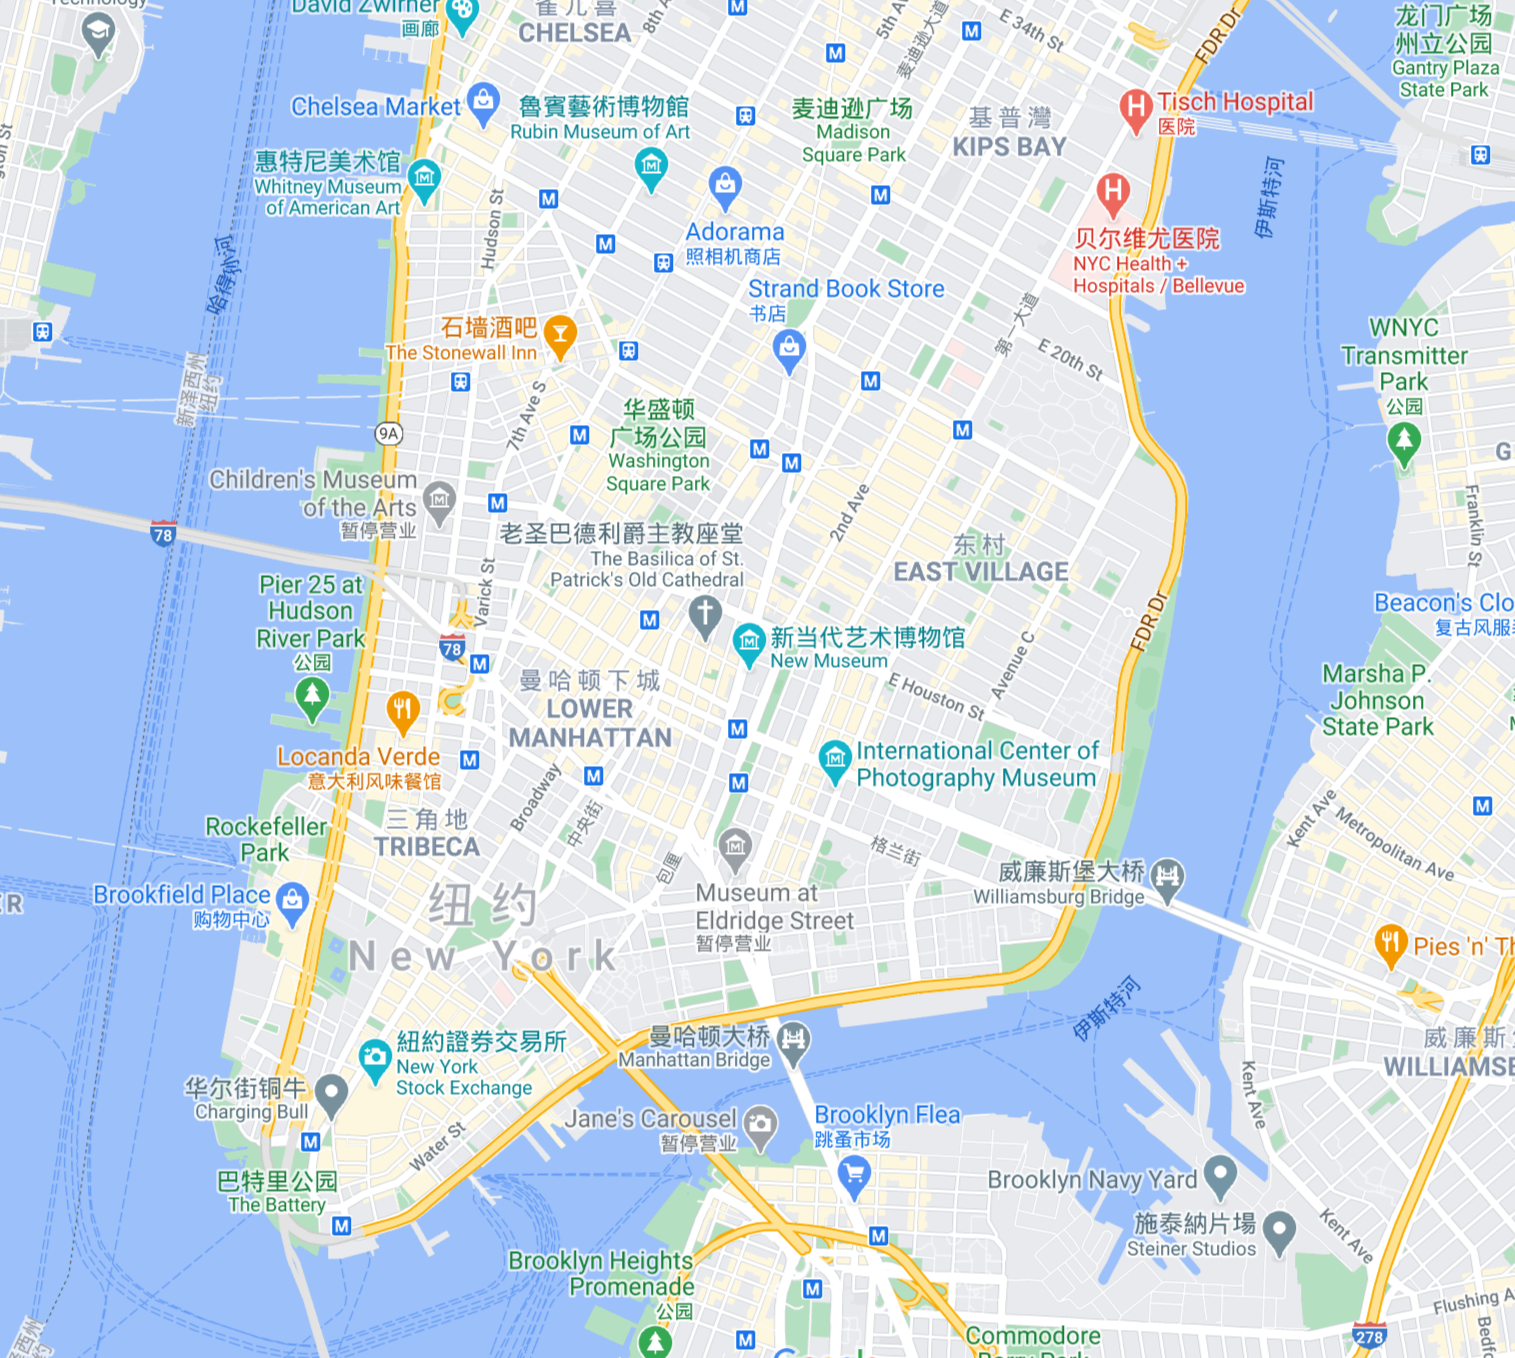 David Zwirner
画廊
CHELSEA
E 34th St
FDR Dr
龙门广场
州立公园
Gantry Plaza
State Park
Chelsea Market
魯賓藝術博物館
Rubin Museum of Art
麦迪逊大道
麦迪逊广场
Madison
Square Park
基普灣
KIPS BAY
Tisch Hospital
医院
惠特尼美术馆
Whitney Museum
of American Art
Hudson St
哈得孙河
Adorama
照相机商店
贝尔维尤医院
NYC Health +
Hospitals / Bellevue
伊斯特河
Strand Book Store
书店
石墙酒吧
The Stonewall Inn
第一大道
E 20th St
WNYC
Transmitter
Park
公园
新泽西州
纽约
7th Ave S
9A
华盛顿
广场公园
Washington
Square Park
Children's Museum
of the Arts
暂停营业
78
2nd Ave
Franklin St
老圣巴德利爵主教座堂
The Basilica of St.
Patrick's Old Cathedral
东村
EAST VILLAGE
Pier 25 at
Hudson
River Park
公园
Varick St
78
FDR Dr
新当代艺术博物馆
New Museum
Avenue C
E Houston St
曼哈顿下城
LOWER
MANHATTAN
Marsha P.
Johnson
State Park
Locanda Verde
意大利风味餐馆
International Center of
Photography Museum
Broadway
中央街
三角地
TRIBECA
Rockefeller
Park
包厘
格兰街
Kent Ave
Metropolitan Ave
威廉斯堡大桥
Williamsburg Bridge
Brookfield Place
购物中心
纽约
New York
Museum at
Eldridge Street
暂停营业
Pies 'n' Th
伊斯特河
紐約證券交易所
New York
Stock Exchange
曼哈顿大桥
Manhattan Bridge
威廉斯
WILLIAMSB
华尔街铜牛
Charging Bull
Water St
Jane's Carousel
暂停营业
Brooklyn Flea
跳蚤市场
Kent Ave
巴特里公园
The Battery
Brooklyn Navy Yard
施泰納片場
Steiner Studios
Kent Ave
Brooklyn Heights
Promenade
公园
Flushing A
278
Commodore